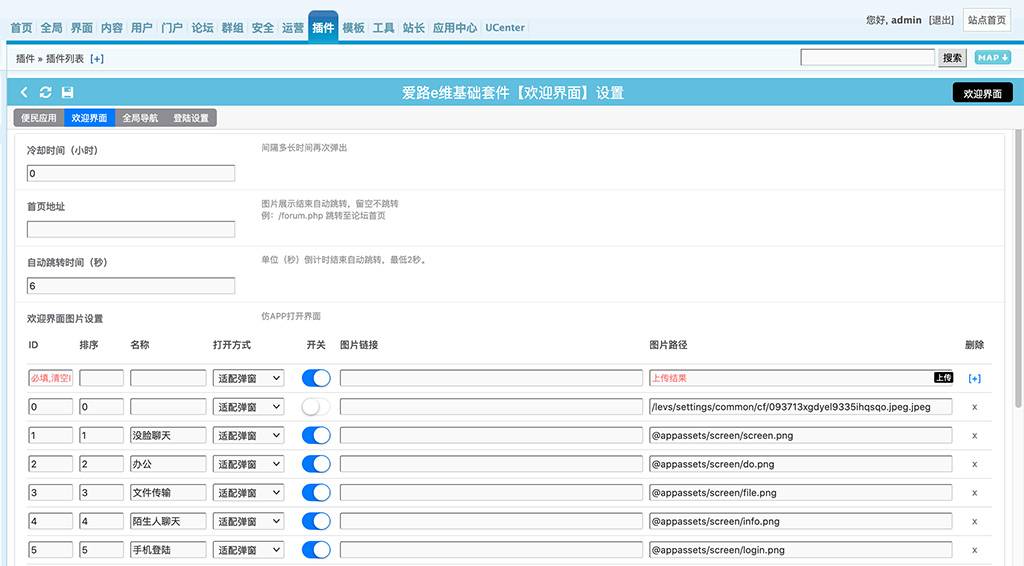 首页 全局 界面 内容 用户 门户 论坛 群组 安全 运营 插件 模板 工具 站长 应用中心 UCenter
您好, admin [退出] 站点首页
插件 » 插件列表 [+] 搜索 MAP
爱路e维基础套件【欢迎界面】设置 欢迎界面
便民应用 欢迎界面 全局导航 登陆设置
冷却时间（小时） 间隔多长时间再次弹出
0
首页地址 图片展示结束自动跳转，留空不跳转
例：/forum.php 跳转至论坛首页
自动跳转时间（秒） 单位（秒）倒计时结束自动跳转，最低2秒。
6
欢迎界面图片设置 仿APP打开界面
ID 排序 名称 打开方式 开关 图片链接 图片路径 删除
必填,清空 适配弹窗 上传结果 上传 [+]
0 0 适配弹窗 /levs/settings/common/cf/093713xgdyel9335ihqsqo.jpeg.jpeg x
1 1 没脸聊天 适配弹窗 @appassets/screen/screen.png x
2 2 办公 适配弹窗 @appassets/screen/do.png x
3 3 文件传输 适配弹窗 @appassets/screen/file.png x
4 4 陌生人聊天 适配弹窗 @appassets/screen/info.png x
5 5 手机登陆 适配弹窗 @appassets/screen/login.png x